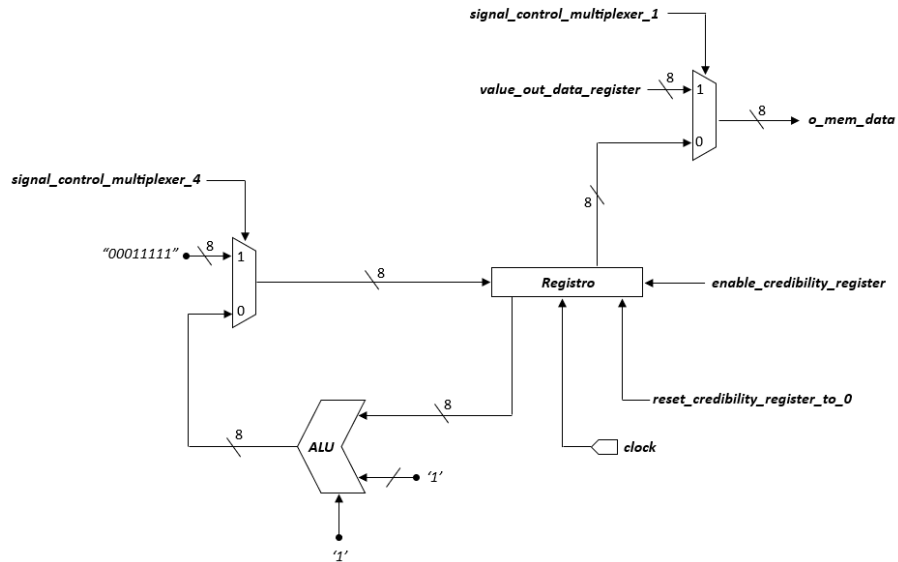 signal_control_multiplexer_1
8
value_out_data_register
1
8
o_mem_data
0
signal_control_multiplexer_4
8
“00011111”
8
1
8
Registro
enable_credibility_register
0
8
reset_credibility_register_to_0
8
ALU
clock
‘1’
‘1’